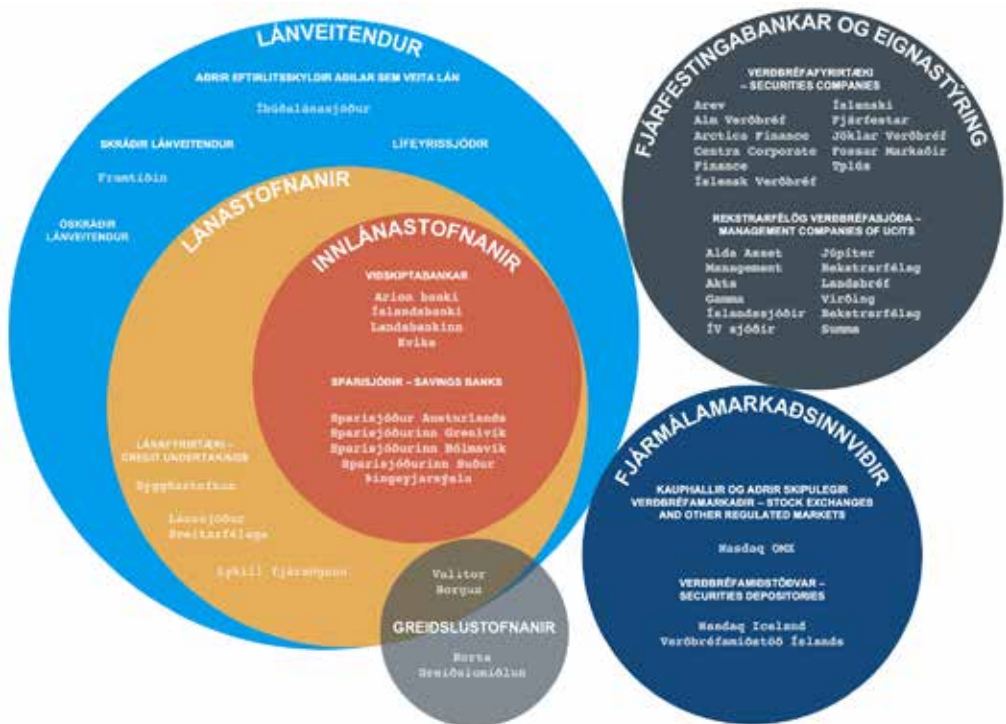 LÁNVEITENDUR
AÐRIR EFTIRLITSSKYLDIR AÐILAR SEM VEITA LÁN
Íbúðalánasjóður
SKRÁÐIR LÁNVEITENDUR
LÍFEYRISSJÓÐIR
Framtíðin
ÓSKRÁÐIR
LÁNVEITENDUR
LÁNASTOFNANIR
INNLÁNASTOFNANIR
VIÐSKIPTABANKAR
Arion banki
Íslandsbanki
Landsbankinn
Kvika
SPARISJÓÐIR – SAVINGS BANKS
Sparisjóður Austurlands
Sparisjóðurinn Grenivík
Sparisjóðurinn
Sparisjóðurinn Suður
Þingeyjarsýsla
LÁNAFYRIRTÆKI –
CREDIT UNDERTAKINGS
Byggðastofnun
Lánasjóður
Sveitarfélaga
Lykill fjármögnun
Valitor
Borgun
GREIÐSLUSTOFNANIR
Korta
Greiðslumiðlun
FJÁRFESTINGABANKAR OG EIGNASTÝRING
VERÐBRÉFAFYRIRTÆKI
– SECURITIES COMPANIES
Arev
Alm Verðbréf
Arctica Finance
Centra Corporate
Finance
Íslensk Verðbréf
Íslenski
Fjárfestar
Jöklar Verðbréf
Fossar Markaðir
REKSTRARFÉLÖG VERÐBRÉFASJÓÐA –
MANAGEMENT COMPANIES OF UCITS
Alda Asset
Management
Akta
Gamma
Íslandssjóðir
ÍV sjóðir
Júpíter
Rekstrarfélag
Landsbréf
Virðing
Rekstrarfélag
Summa
FJÁRMÁLAMARKAÐSINNVIÐIR
KAUPHALLIR OG AÐRIR SKIPULEGIR
VERÐBRÉFAMARKAÐIR – STOCK EXCHANGES
AND OTHER REGULATED MARKETS
Nasdaq OMX
VERÐBRÉFAMIÐSTÖÐVAR –
SECURITIES DEPOSITORIES
Nasdaq Iceland
Verðbréfamiðstöð Íslands